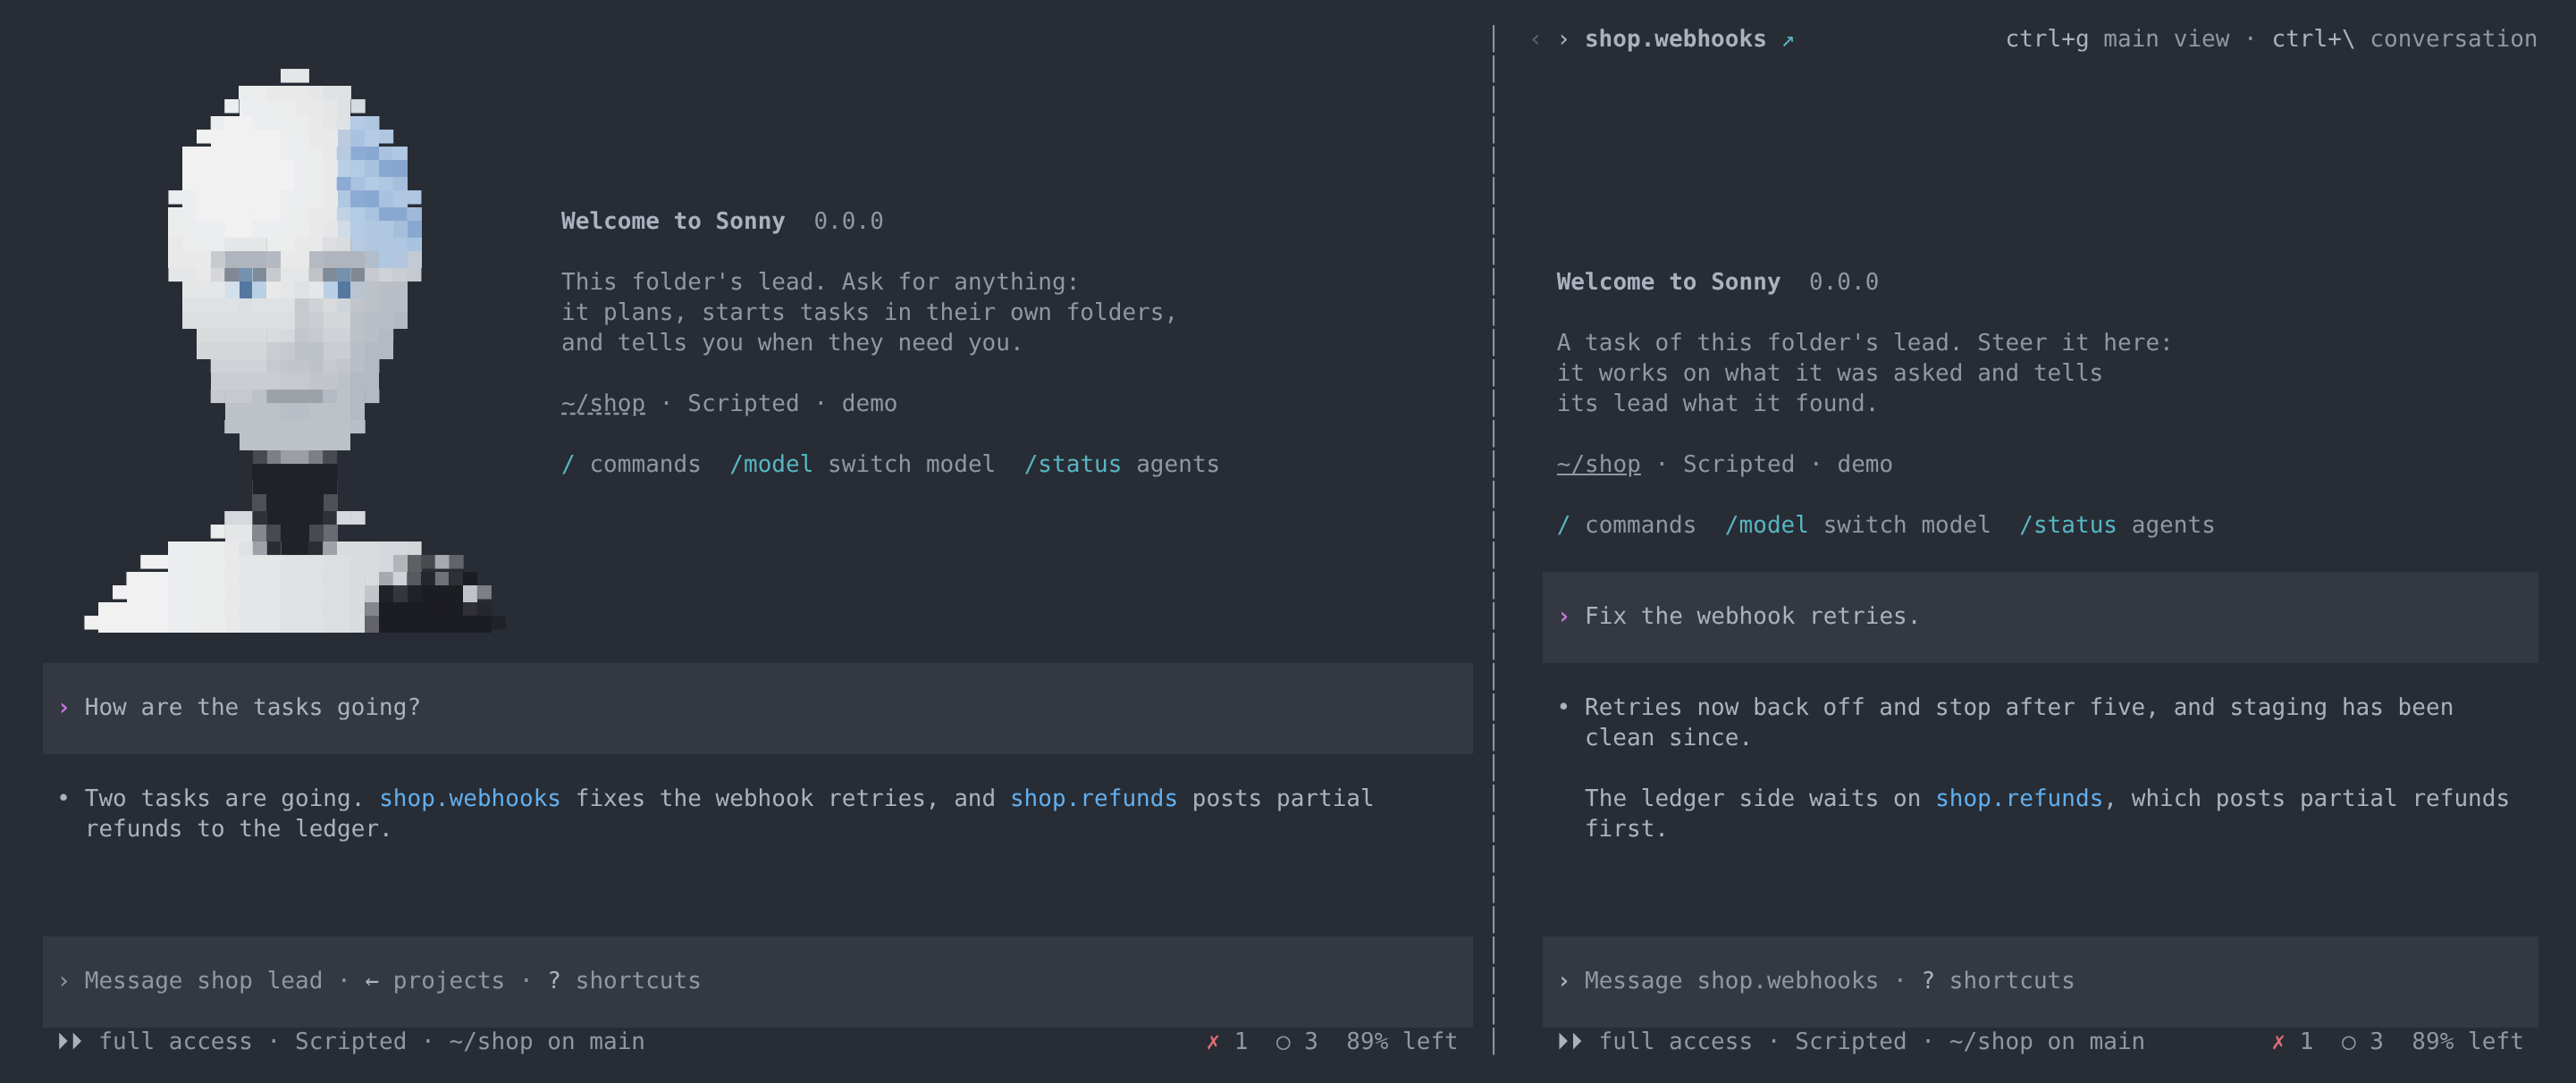 Welcome to Sonny  0.0.0
This folder's lead. Ask for anything:
it plans, starts tasks in their own folders,
and tells you when they need you.
~/shop · Scripted · demo
/ commands  /model switch model  /status agents
› How are the tasks going?
• Two tasks are going. shop.webhooks fixes the webhook retries, and shop.refunds posts partial
refunds to the ledger.
› Message shop lead · ← projects · ? shortcuts
⏵⏵ full access · Scripted · ~/shop on main  ✗ 1  ○ 3  89% left
‹ › shop.webhooks ↗  ctrl+g main view · ctrl+\ conversation
Welcome to Sonny  0.0.0
A task of this folder's lead. Steer it here:
it works on what it was asked and tells
its lead what it found.
~/shop · Scripted · demo
/ commands  /model switch model  /status agents
› Fix the webhook retries.
• Retries now back off and stop after five, and staging has been
clean since.
The ledger side waits on shop.refunds, which posts partial refunds
first.
› Message shop.webhooks · ? shortcuts
⏵⏵ full access · Scripted · ~/shop on main  ✗ 1  ○ 3  89% left